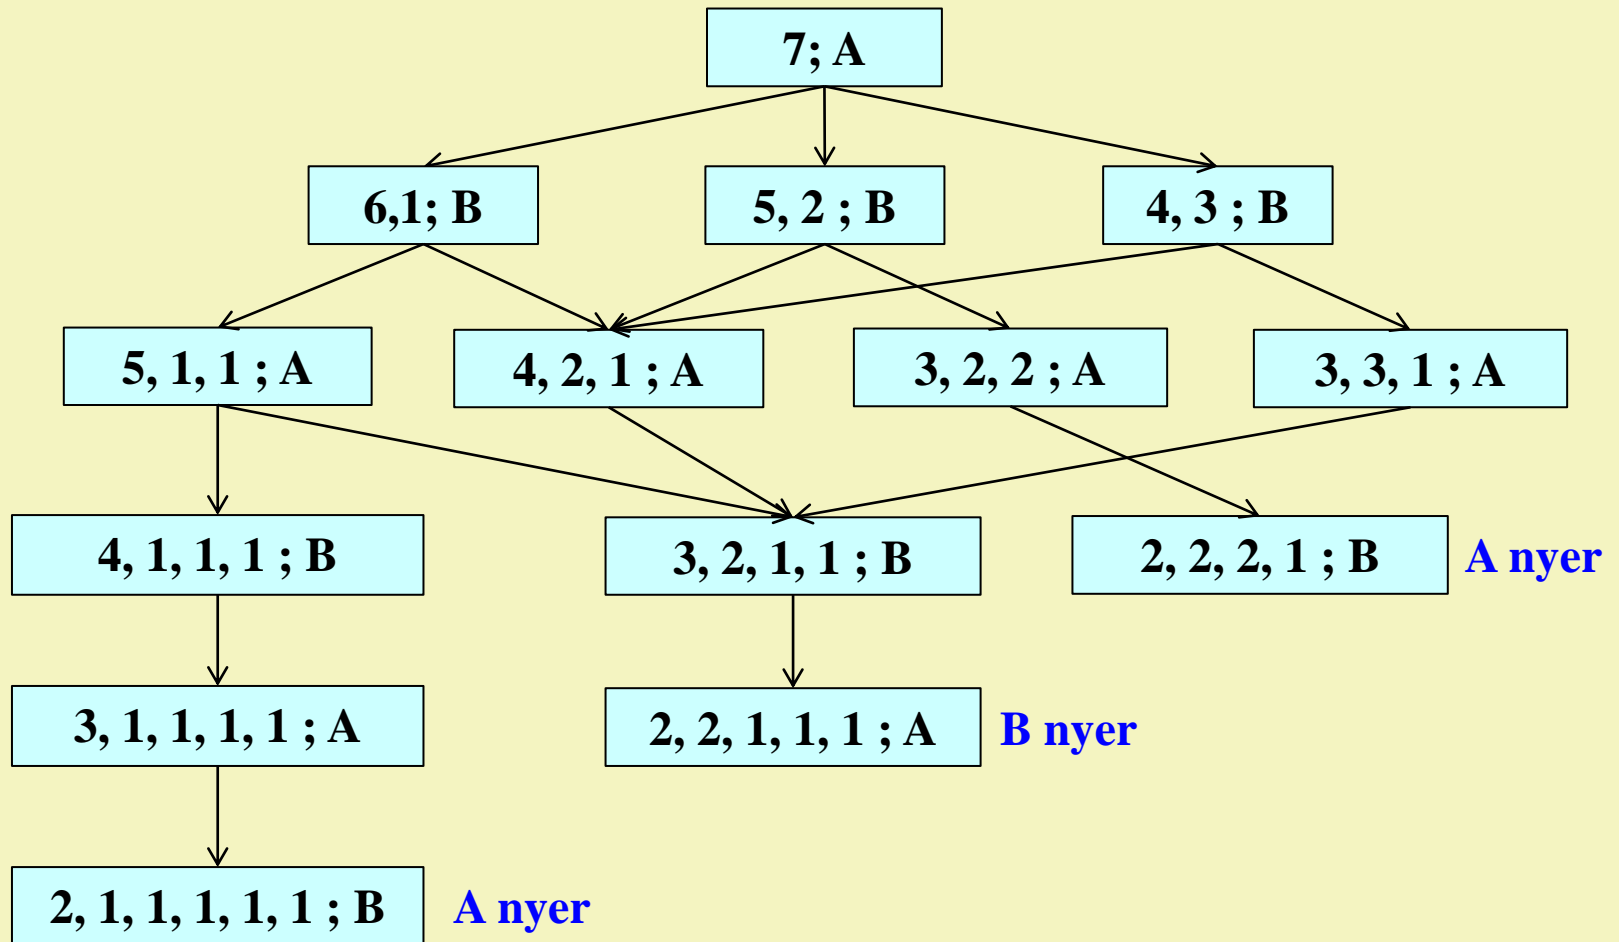 7; A
6,1; B
5, 2 ; B
4, 3 ; B
5, 1, 1 ; A
4, 2, 1 ; A
3, 2, 2 ; A
3, 3, 1 ; A
4, 1, 1, 1 ; B
3, 2, 1, 1 ; B
2, 2, 2, 1 ; B
A nyer
3, 1, 1, 1, 1 ; A
2, 2, 1, 1, 1 ; A
B nyer
2, 1, 1, 1, 1, 1 ; B
A nyer